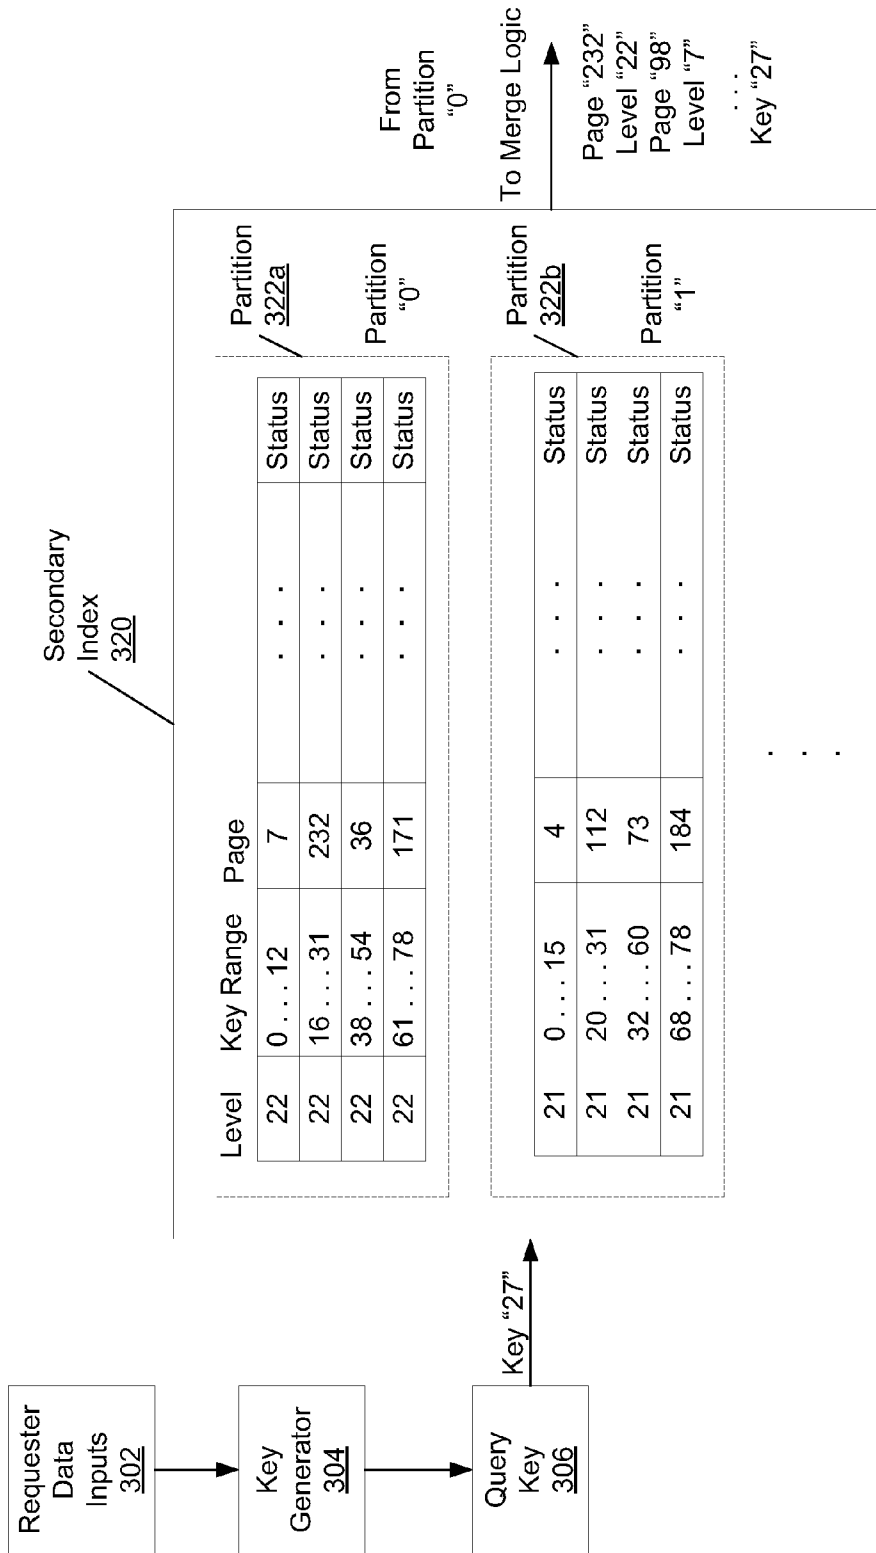 Requester
Data
Inputs
302
Key
Generator
304
Query
Key
306
Key “27”
Secondary
Index
320
Level Key Range Page
22 0 . . . 12 7 . . . Status
22 16 . . . 31 232 . . . Status
22 38 . . . 54 36 . . . Status
22 61 . . . 78 171 . . . Status
Partition
322a
Partition
“0”
21 0 . . . 15 4 . . . Status
21 20 . . . 31 112 . . . Status
21 32 . . . 60 73 . . . Status
21 68 . . . 78 184 . . . Status
Partition
322b
Partition
“1”
. . .
From
Partition
“0”
To Merge Logic
Page “232”
Level “22”
Page “98”
Level “7”
. . .
Key “27”